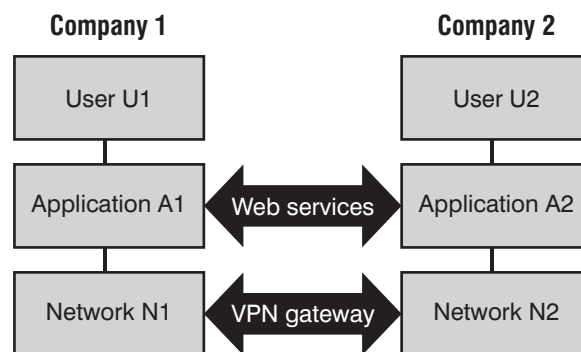 Company 1
Company 2
User U1
User U2
Application A1
Web services
Application A2
Network N1
VPN gateway
Network N2